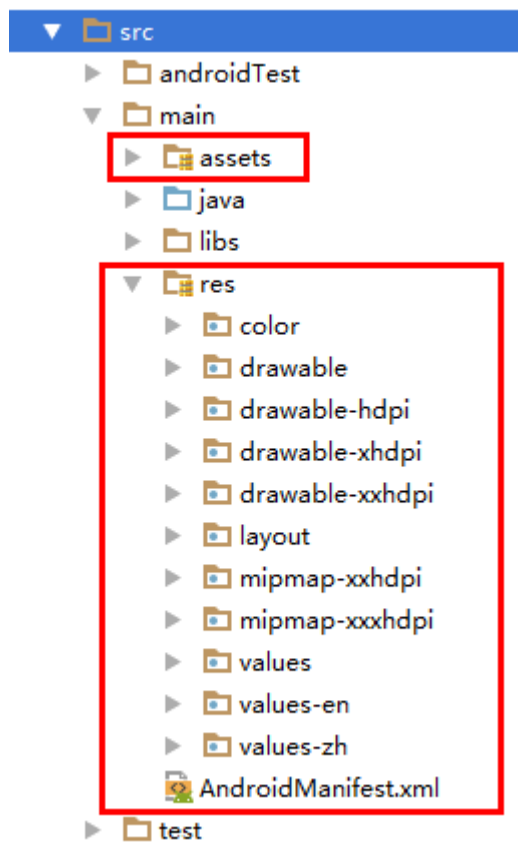 src
androidTest
main
assets
java
libs
res
color
drawable
drawable-hdpi
drawable-xhdpi
drawable-xxhdpi
layout
mipmap-xxhdpi
mipmap-xxxhdpi
values
values-en
values-zh
AndroidManifest.xml
test